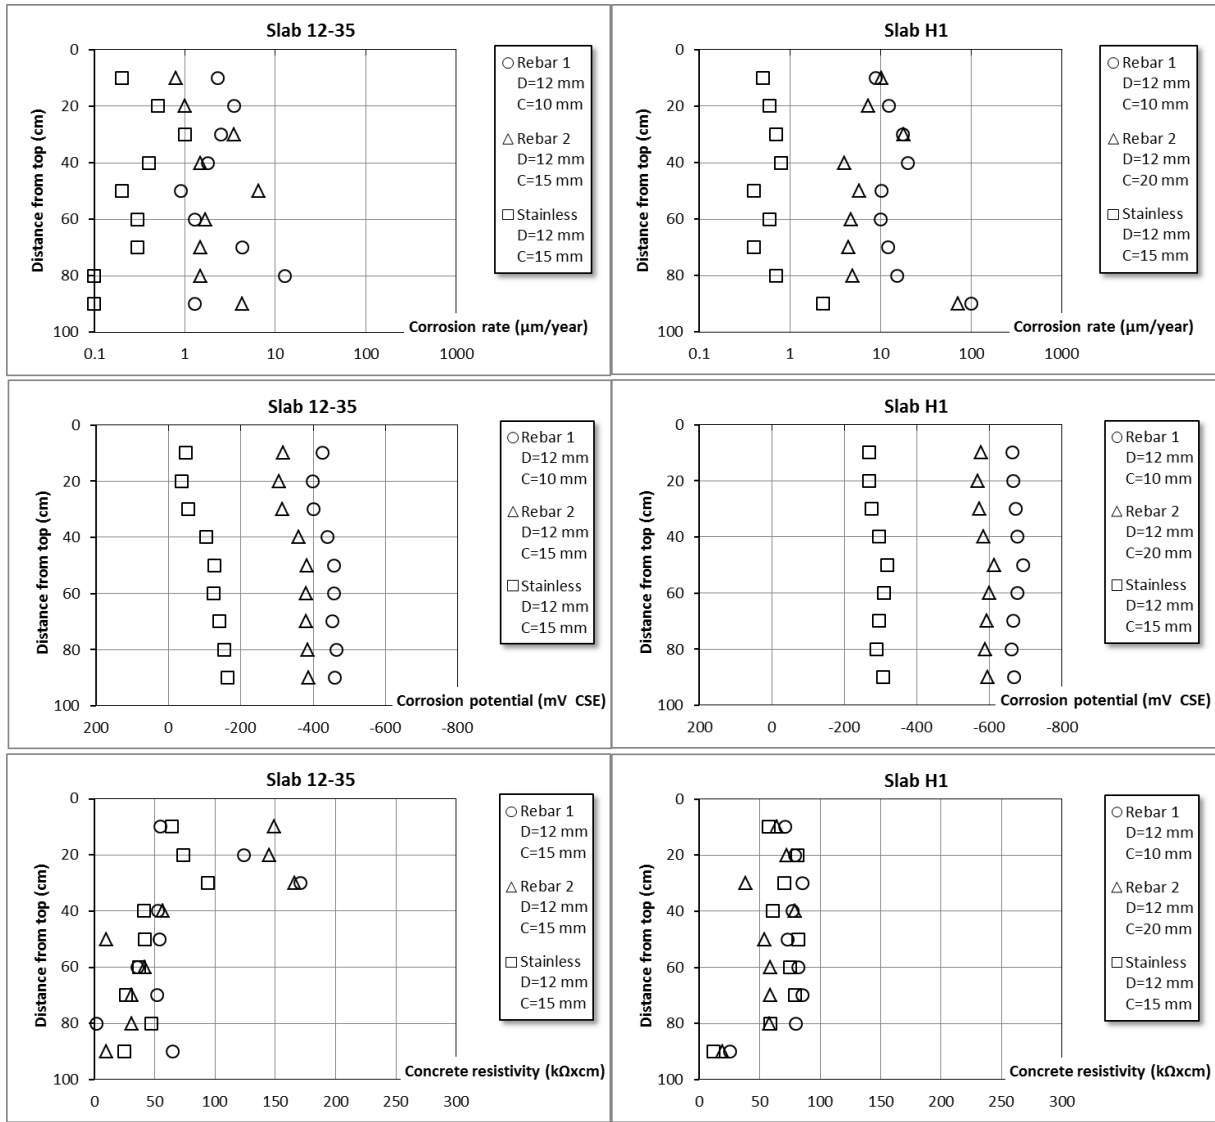 Slab 12-35
Distance from top (cm)
0
20
40
60
80
100
0.1
1
10
100
1000
Corrosion rate (µm/year)
Rebar 1
D=12 mm
C=10 mm
Rebar 2
D=12 mm
C=15 mm
Stainless
D=12 mm
C=15 mm
Slab H1
Distance from top (cm)
0
20
40
60
80
100
0.1
1
10
100
1000
Corrosion rate (µm/year)
Rebar 1
D=12 mm
C=10 mm
Rebar 2
D=12 mm
C=20 mm
Stainless
D=12 mm
C=15 mm
Slab 12-35
Distance from top (cm)
0
20
40
60
80
100
200
0
-200
-400
-600
-800
Corrosion potential (mV CSE)
Rebar 1
D=12 mm
C=10 mm
Rebar 2
D=12 mm
C=15 mm
Stainless
D=12 mm
C=15 mm
Slab H1
Distance from top (cm)
0
20
40
60
80
100
200
0
-200
-400
-600
-800
Corrosion potential (mV CSE)
Rebar 1
D=12 mm
C=10 mm
Rebar 2
D=12 mm
C=20 mm
Stainless
D=12 mm
C=15 mm
Slab 12-35
Distance from top (cm)
0
20
40
60
80
100
0
50
100
150
200
250
300
Concrete resistivity (kΩxcm)
Rebar 1
D=12 mm
C=15 mm
Rebar 2
D=12 mm
C=15 mm
Stainless
D=12 mm
C=15 mm
Slab H1
Distance from top (cm)
0
20
40
60
80
100
0
50
100
150
200
250
300
Concrete resistivity (kΩxcm)
Rebar 1
D=12 mm
C=10 mm
Rebar 2
D=12 mm
C=20 mm
Stainless
D=12 mm
C=15 mm